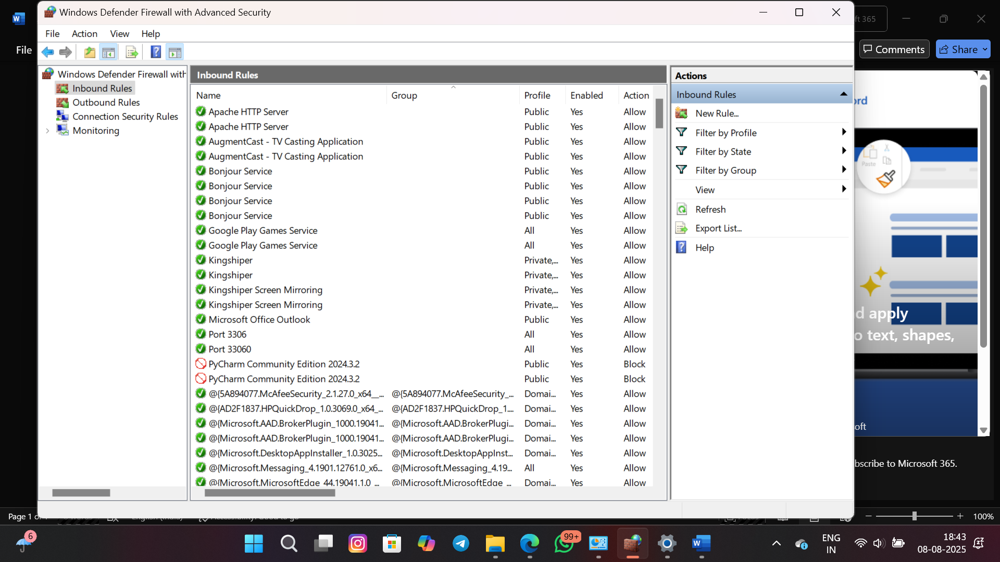 Windows Defender Firewall with Advanced Security
ft 365
File Action View Help
File
Comments
Share
Windows Defender Firewall with
Inbound Rules
Outbound Rules
Connection Security Rules
Monitoring
Inbound Rules
Name Group Profile Enabled Action
Apache HTTP Server Public Yes Allow
Apache HTTP Server Public Yes Allow
AugmentCast - TV Casting Application Public Yes Allow
AugmentCast - TV Casting Application Public Yes Allow
Bonjour Service Public Yes Allow
Bonjour Service Public Yes Allow
Bonjour Service Public Yes Allow
Bonjour Service Public Yes Allow
Google Play Games Service All Yes Allow
Google Play Games Service All Yes Allow
Kingshiper Private,... Yes Allow
Kingshiper Private,... Yes Allow
Kingshiper Screen Mirroring Private,... Yes Allow
Kingshiper Screen Mirroring Private,... Yes Allow
Microsoft Office Outlook Public Yes Allow
Port 3306 All Yes Allow
Port 33060 All Yes Allow
PyCharm Community Edition 2024.3.2 Public Yes Block
PyCharm Community Edition 2024.3.2 Public Yes Block
@{5A894077.McAfeeSecurity_2.1.27.0_x64__... @{5A894077.McAfeeSecurity_... Domai... Yes Allow
@{AD2F1837.HPQuickDrop_1.0.3069.0_x64_... @{AD2F1837.HPQuickDrop_1.... Domai... Yes Allow
@{Microsoft.AAD.BrokerPlugin_1000.19041... @{Microsoft.AAD.BrokerPlugi... Domai... Yes Allow
@{Microsoft.AAD.BrokerPlugin_1000.19041... @{Microsoft.AAD.BrokerPlugi... Domai... Yes Allow
@{Microsoft.DesktopAppInstaller_1.0.3025... @{Microsoft.DesktopAppInst... Domai... Yes Allow
@{Microsoft.Messaging_4.1901.12761.0_x6... @{Microsoft.Messaging_4.19... All Yes Allow
@{Microsoft.MicrosoftEdge_44.19041.1.0_... @{Microsoft.MicrosoftEdge_... Domai... Yes Allow
Actions
Inbound Rules
New Rule...
Filter by Profile
Filter by State
Filter by Group
View
Refresh
Export List...
Help
ord
Paste
d apply
o text, shapes,
oft
bscribe to Microsoft 365.
Page 1 of 1
100%
6
99+
ENG
IN
18:43
08-08-2025